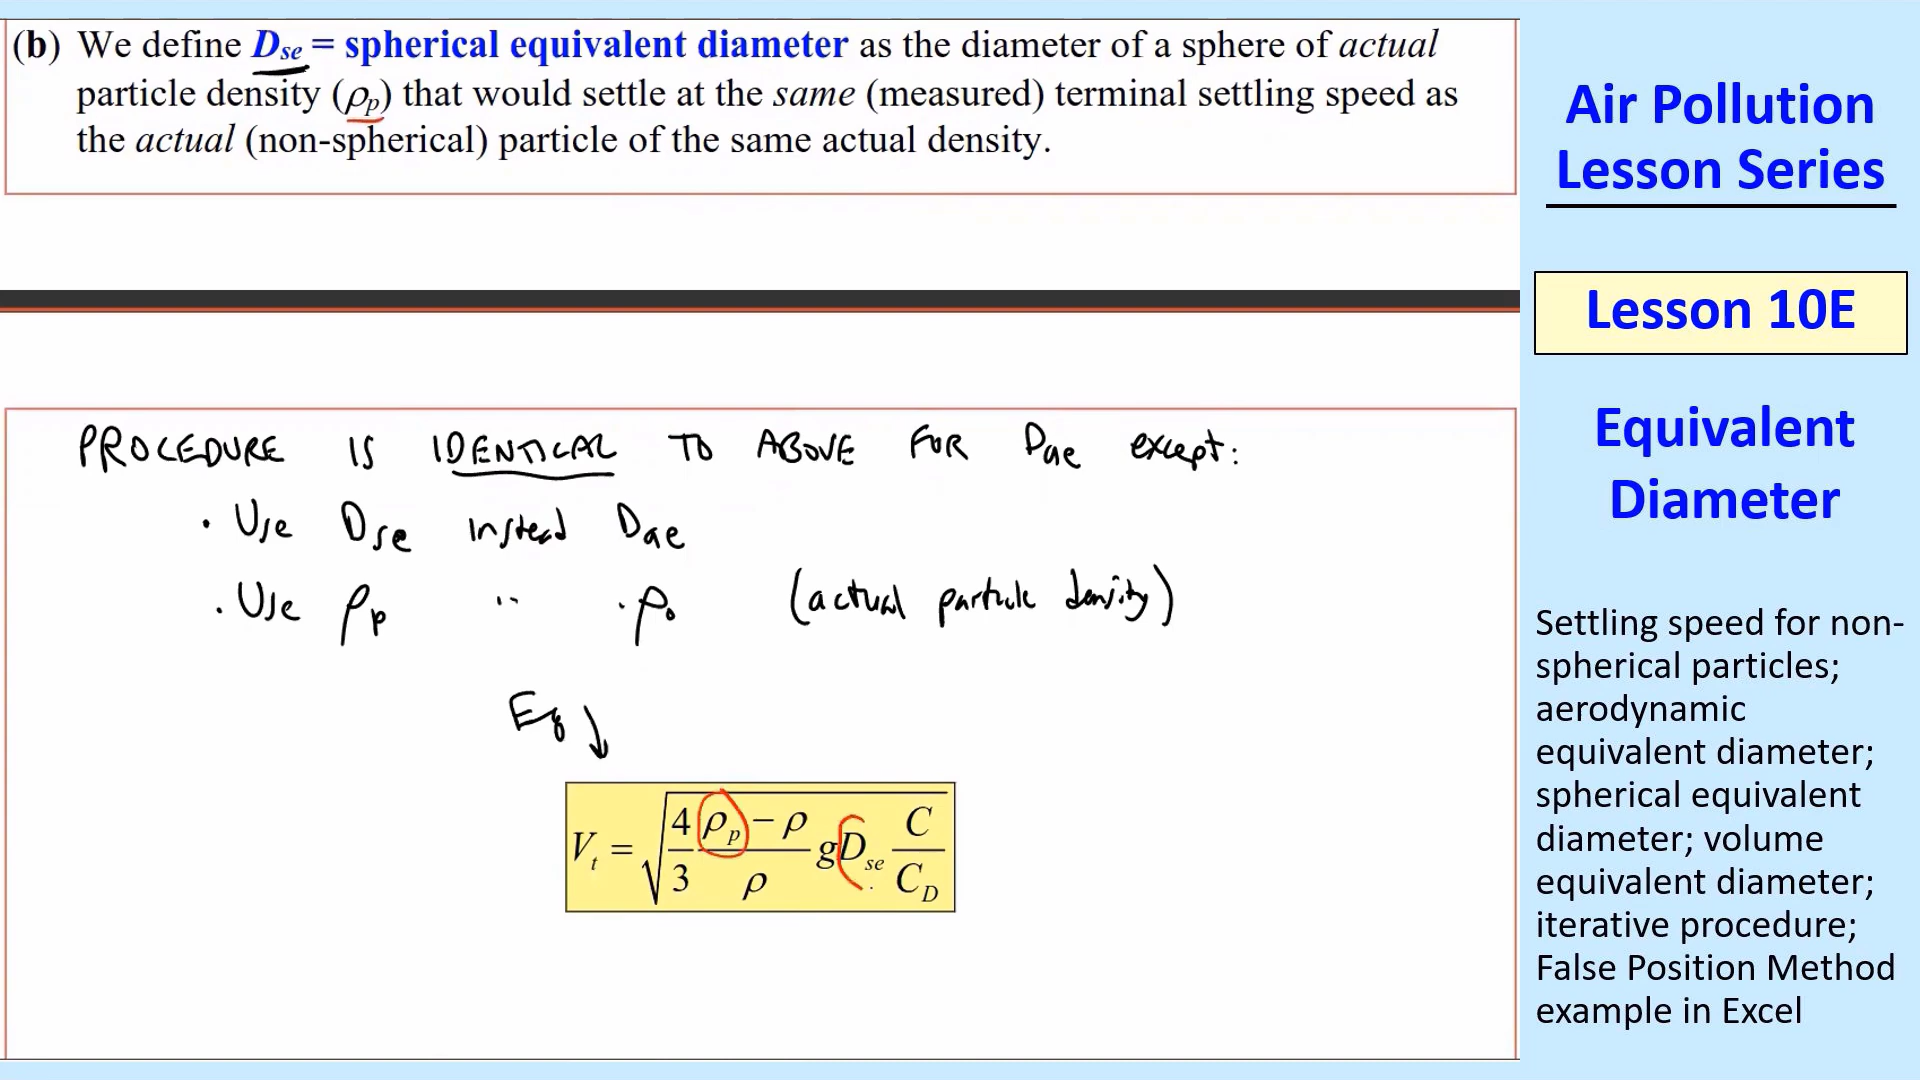 (b) We define Dse = spherical equivalent diameter as the diameter of a sphere of actual
particle density (ρp) that would settle at the same (measured) terminal settling speed as
the actual (non-spherical) particle of the same actual density.
PROCEDURE IS IDENTICAL TO ABOVE FOR Dae except:
• Use Dse instead Dae
• Use ρp " • ρo (actual particle density)
Eq ↓
Vt = √(4/3 (ρp − ρ)/ρ gDse C/CD)
Air Pollution
Lesson Series
Lesson 10E
Equivalent
Diameter
Settling speed for non-
spherical particles;
aerodynamic
equivalent diameter;
spherical equivalent
diameter; volume
equivalent diameter;
iterative procedure;
False Position Method
example in Excel